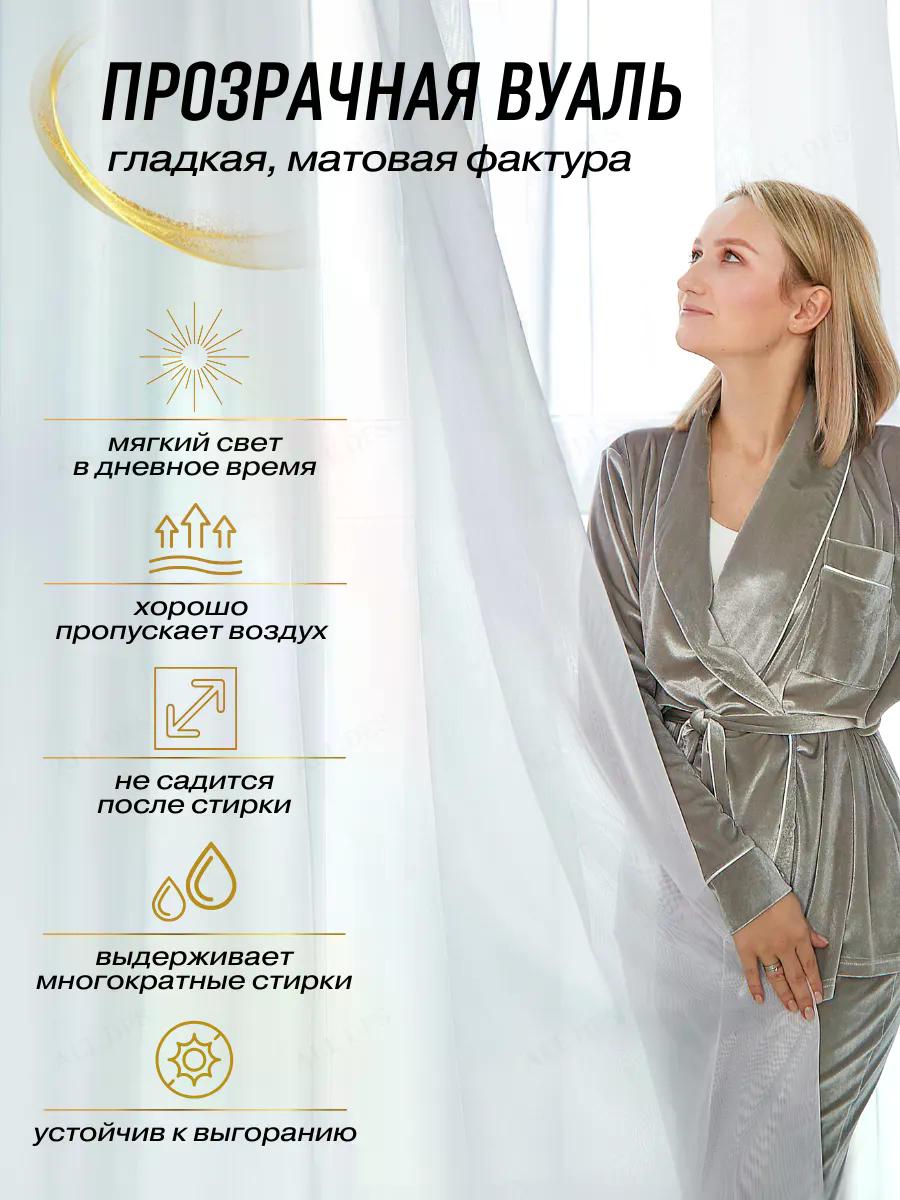 ПРОЗРАЧНАЯ ВУАЛЬ
гладкая, матовая фактура
мягкий свет
в дневное время
хорошо
пропускает воздух
не садится
после стирки
выдерживает
многократные стирки
устойчив к выгоранию